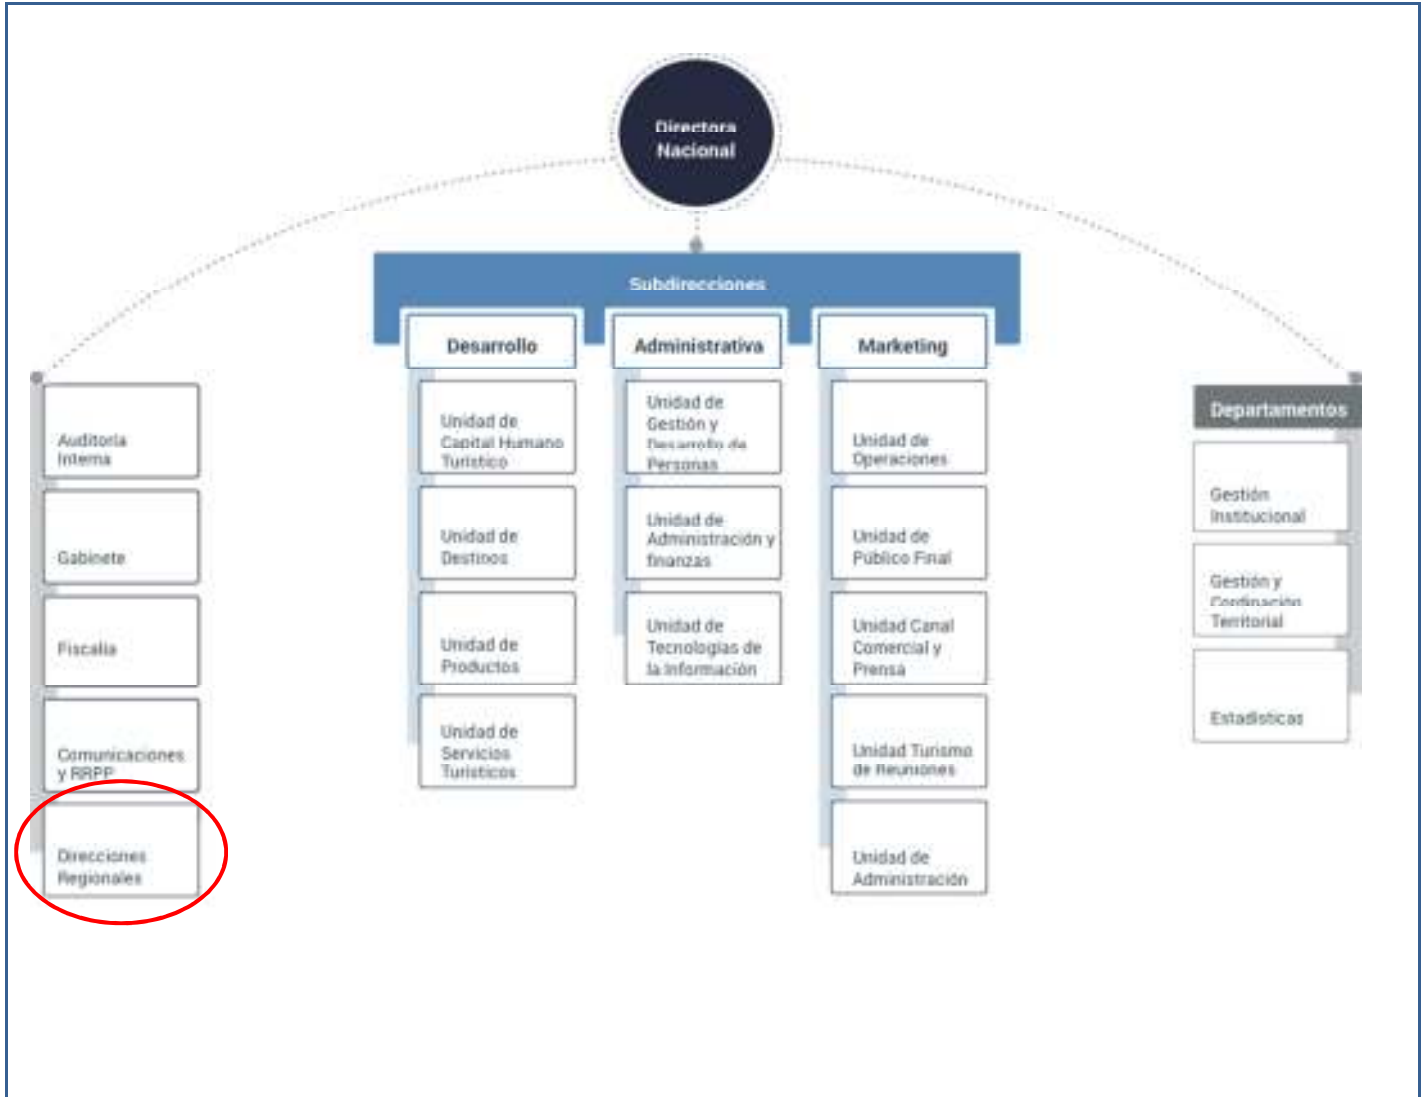 Directora
Nacional
Subdirecciones
Desarrollo
Administrativa
Marketing
Auditoría
Interna
Gabinete
Fiscalía
Comunicaciones
y RRPP
Direcciones
Regionales
Unidad de
Capital Humano
Turístico
Unidad de
Destinos
Unidad de
Productos
Unidad de
Servicios
Turísticos
Unidad de
Gestión y
Desarrollo de
Personas
Unidad de
Administración y
finanzas
Unidad de
Tecnologías de
la Información
Unidad de
Operaciones
Unidad de
Público Final
Unidad Canal
Comercial y
Prensa
Unidad Turismo
de Reuniones
Unidad de
Administración
Departamentos
Gestión
Institucional
Gestión y
Cordinación
Territorial
Estadísticas